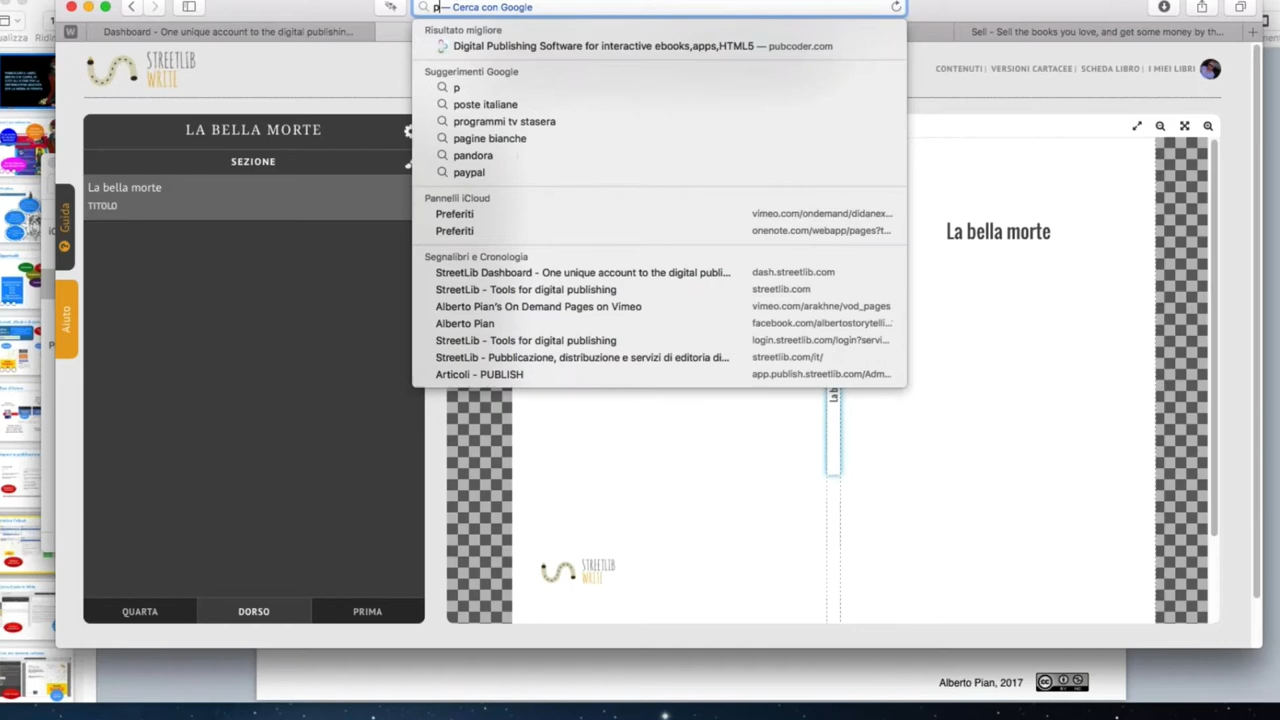 p — Cerca con Google
Dashboard - One unique account to the digital publishin...
Sell - Sell the books you love, and get some money by th...
Risultato migliore
Digital Publishing Software for interactive ebooks,apps,HTML5 — pubcoder.com
Suggerimenti Google
p
poste italiane
programmi tv stasera
pagine bianche
pandora
paypal
Pannelli iCloud
Preferiti vimeo.com/ondemand/didanex...
Preferiti onenote.com/webapp/pages?t...
Segnalibri e Cronologia
StreetLib Dashboard - One unique account to the digital publi... dash.streetlib.com
StreetLib - Tools for digital publishing streetlib.com
Alberto Pian's On Demand Pages on Vimeo vimeo.com/arakhne/vod_pages
Alberto Pian facebook.com/albertostorytelli...
StreetLib - Tools for digital publishing login.streetlib.com/login?servi...
StreetLib - Pubblicazione, distribuzione e servizi di editoria di... streetlib.com/it/
Articoli - PUBLISH app.publish.streetlib.com/Adm...
STREETLIB
WRITE
CONTENUTI | VERSIONI CARTACEE | SCHEDA LIBRO | I MIEI LIBRI
LA BELLA MORTE
SEZIONE
La bella morte
TITOLO
Guida
Aiuto
La bella morte
La b
STREETLIB
WRITE
QUARTA DORSO PRIMA
Alberto Pian, 2017